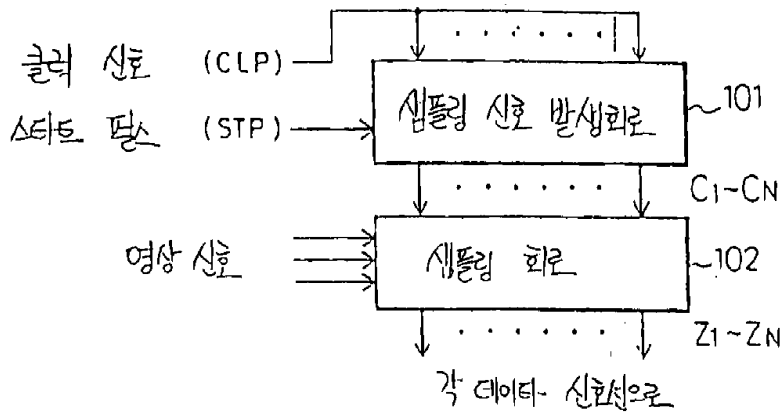 클럭 신호 (CLP)
스타트 펄스 (STP)
샘플링 신호 발생회로
101
C1~CN
영상 신호
샘플링 회로
102
Z1~ZN
각 데이타 신호선으로